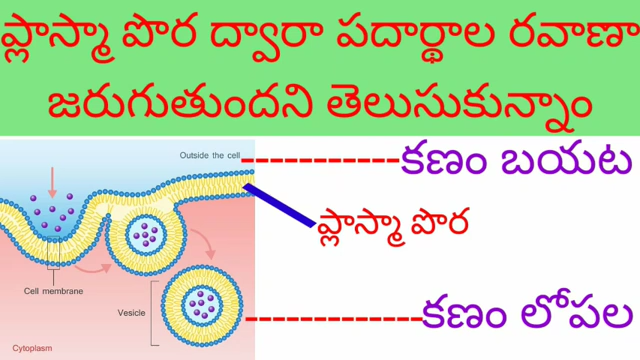 ప్లాస్మా పొర ద్వారా పదార్థాల రవాణా
జరుగుతుందని తెలుసుకున్నాం
Outside the cell
కణం బయట
ప్లాస్మా పొర
Cell membrane
Vesicle
కణం లోపల
Cytoplasm